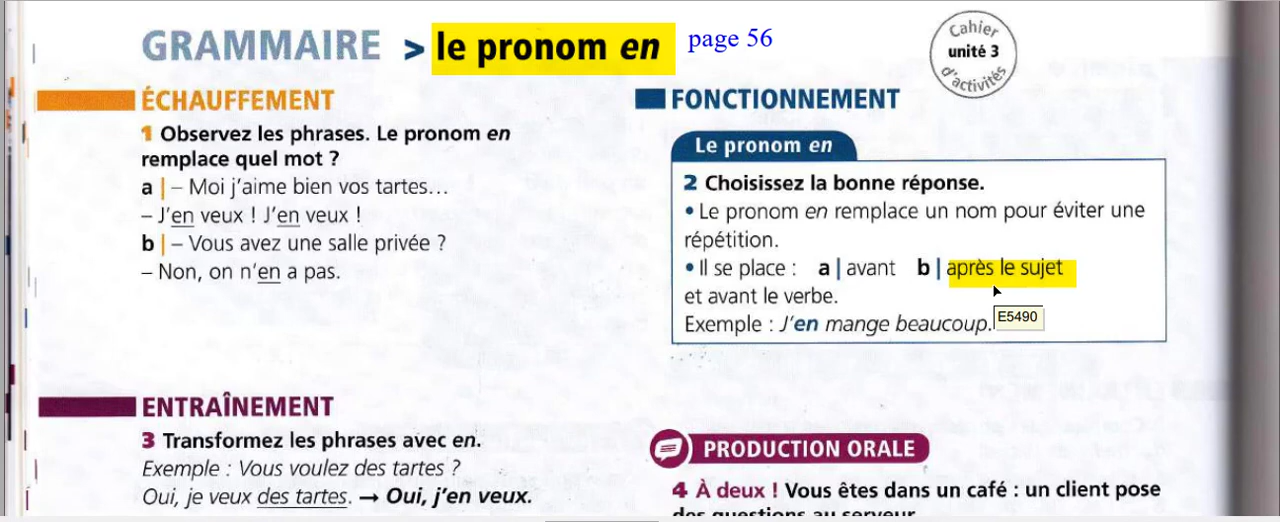 GRAMMAIRE > le pronom en page 56
Cahier
unité 3
d'activités
ÉCHAUFFEMENT
1 Observez les phrases. Le pronom en
remplace quel mot ?
a | – Moi j'aime bien vos tartes...
– J'en veux ! J'en veux !
b | – Vous avez une salle privée ?
– Non, on n'en a pas.
FONCTIONNEMENT
Le pronom en
2 Choisissez la bonne réponse.
• Le pronom en remplace un nom pour éviter une
répétition.
• Il se place : a | avant b | après le sujet
et avant le verbe.
Exemple : J'en mange beaucoup.
E5490
ENTRAÎNEMENT
3 Transformez les phrases avec en.
Exemple : Vous voulez des tartes ?
Oui, je veux des tartes. → Oui, j'en veux.
PRODUCTION ORALE
4 À deux ! Vous êtes dans un café : un client pose
des questions au serveur